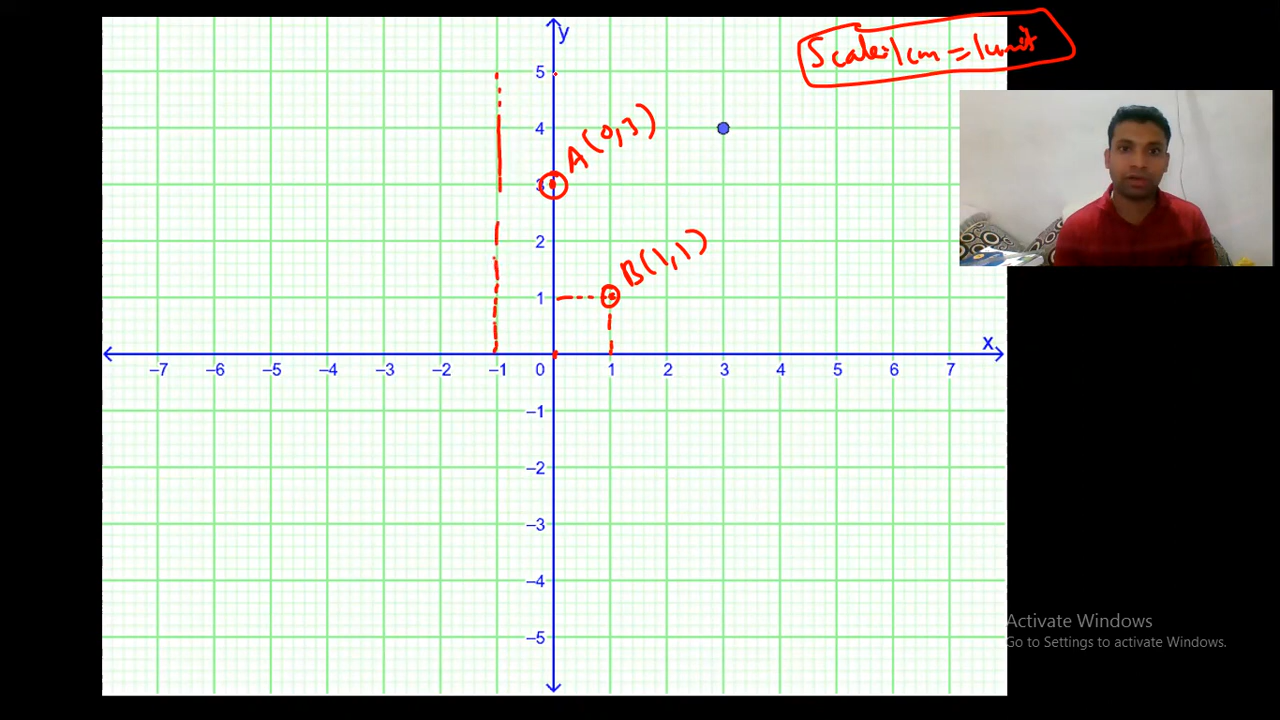 Scale:1cm = 1unit
y
5
4
A(0,3)
3
2
B(1,1)
1
x
-7 -6 -5 -4 -3 -2 -1 0 1 2 3 4 5 6 7
-1
-2
-3
-4
-5
Activate Windows
Go to Settings to activate Windows.